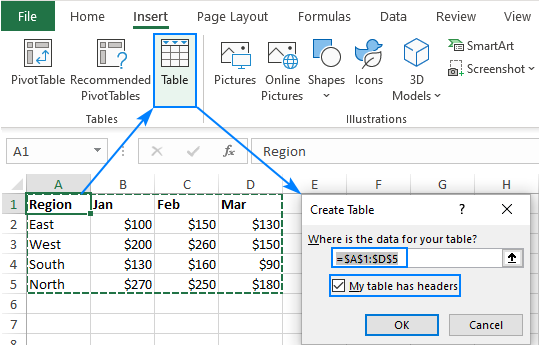 File Home Insert Page Layout Formulas Data Review View Dev
PivotTable Recommended PivotTables Table Pictures Online Pictures Shapes Icons 3D Models SmartArt Screenshot
Tables Illustrations
A1 fx Region
A B C D E F G H
1 Region Jan Feb Mar
2 East $100 $150 $130
3 West $200 $260 $150
4 South $130 $160 $90
5 North $270 $250 $180
6
7
8
Create Table ? ×
Where is the data for your table?
=$A$1:$D$5
My table has headers
OK Cancel